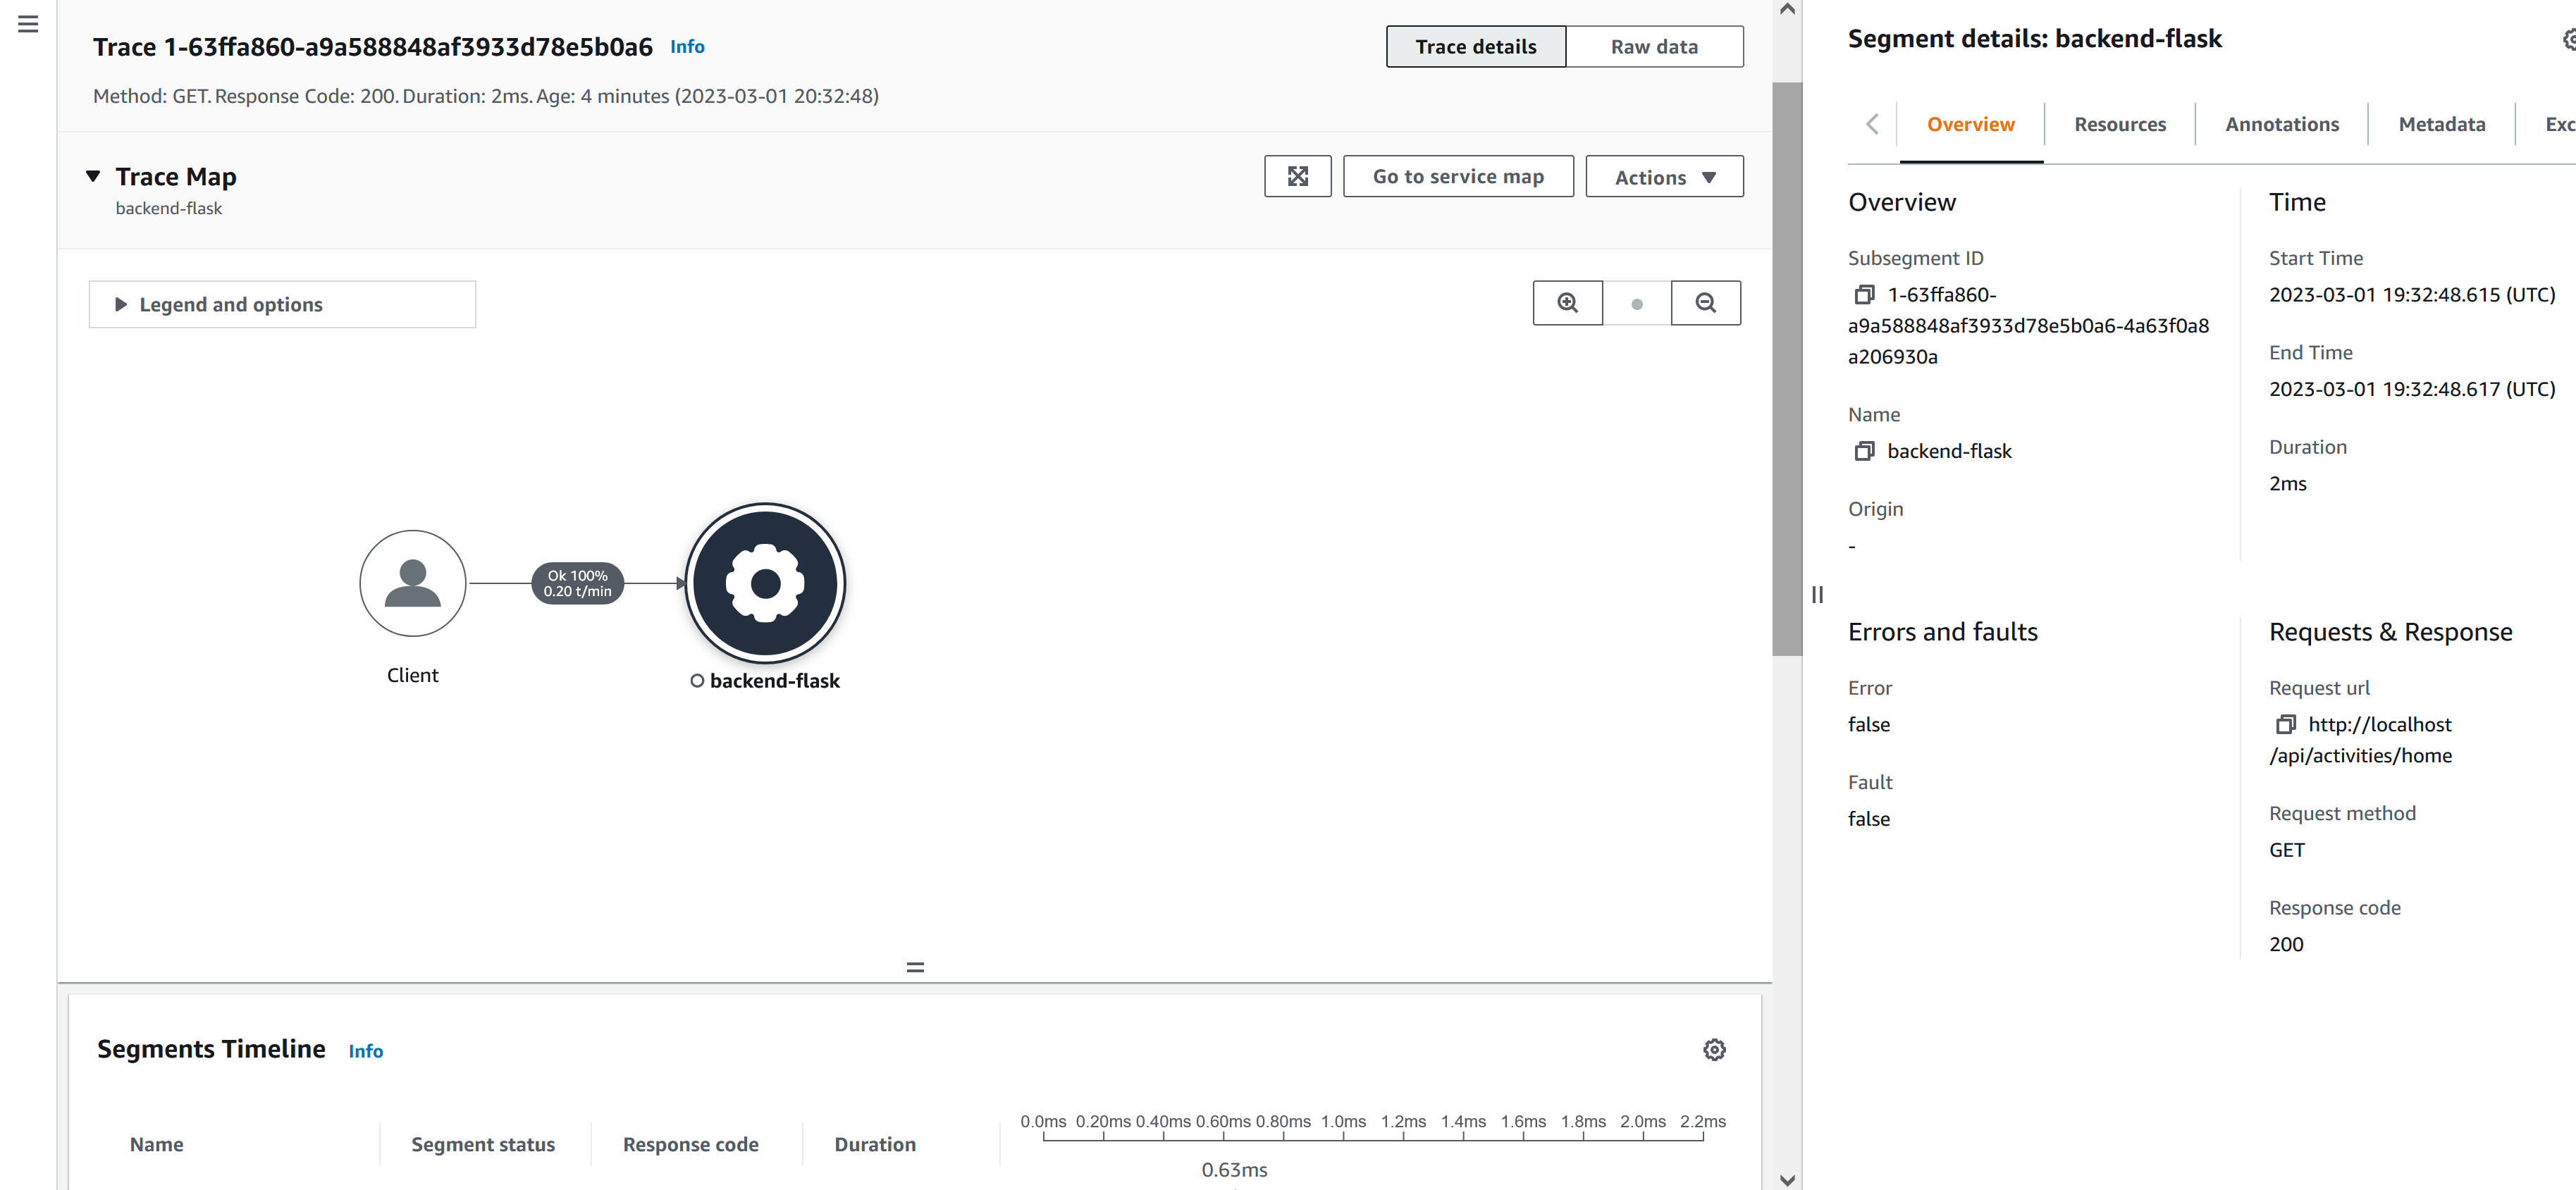 Trace 1-63ffa860-a9a588848af3933d78e5b0a6 Info
Trace details
Raw data
Method: GET. Response Code: 200. Duration: 2ms. Age: 4 minutes (2023-03-01 20:32:48)
Trace Map
backend-flask
Go to service map
Actions
Legend and options
Ok 100%
0.20 t/min
Client
backend-flask
Segments Timeline Info
Name
Segment status
Response code
Duration
0.0ms 0.20ms 0.40ms 0.60ms 0.80ms 1.0ms 1.2ms 1.4ms 1.6ms 1.8ms 2.0ms 2.2ms
0.63ms
Segment details: backend-flask
Overview
Resources
Annotations
Metadata
Exc
Overview
Subsegment ID
1-63ffa860-
a9a588848af3933d78e5b0a6-4a63f0a8
a206930a
Name
backend-flask
Origin
-
Time
Start Time
2023-03-01 19:32:48.615 (UTC)
End Time
2023-03-01 19:32:48.617 (UTC)
Duration
2ms
Errors and faults
Error
false
Fault
false
Requests & Response
Request url
http://localhost
/api/activities/home
Request method
GET
Response code
200